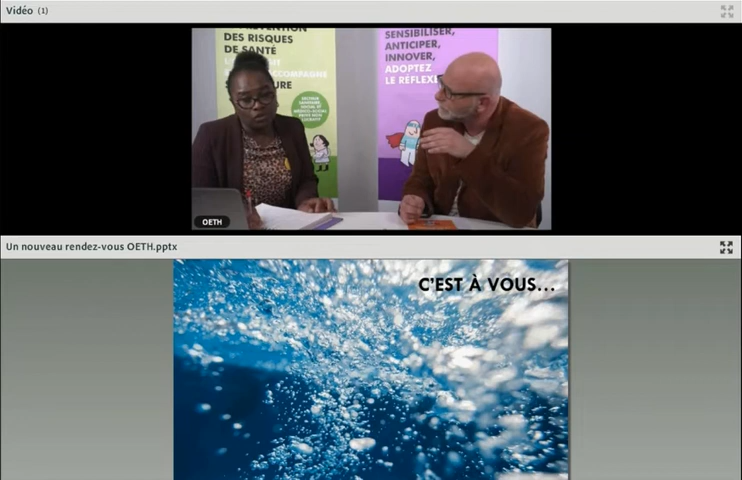 Vidéo (1)
DES RISQUES
DE SANTÉ
SENSIBILISER,
ANTICIPER,
INNOVER,
ADOPTEZ
LE RÉFLEX
OETH
Un nouveau rendez-vous OETH.pptx
C'EST À VOUS...